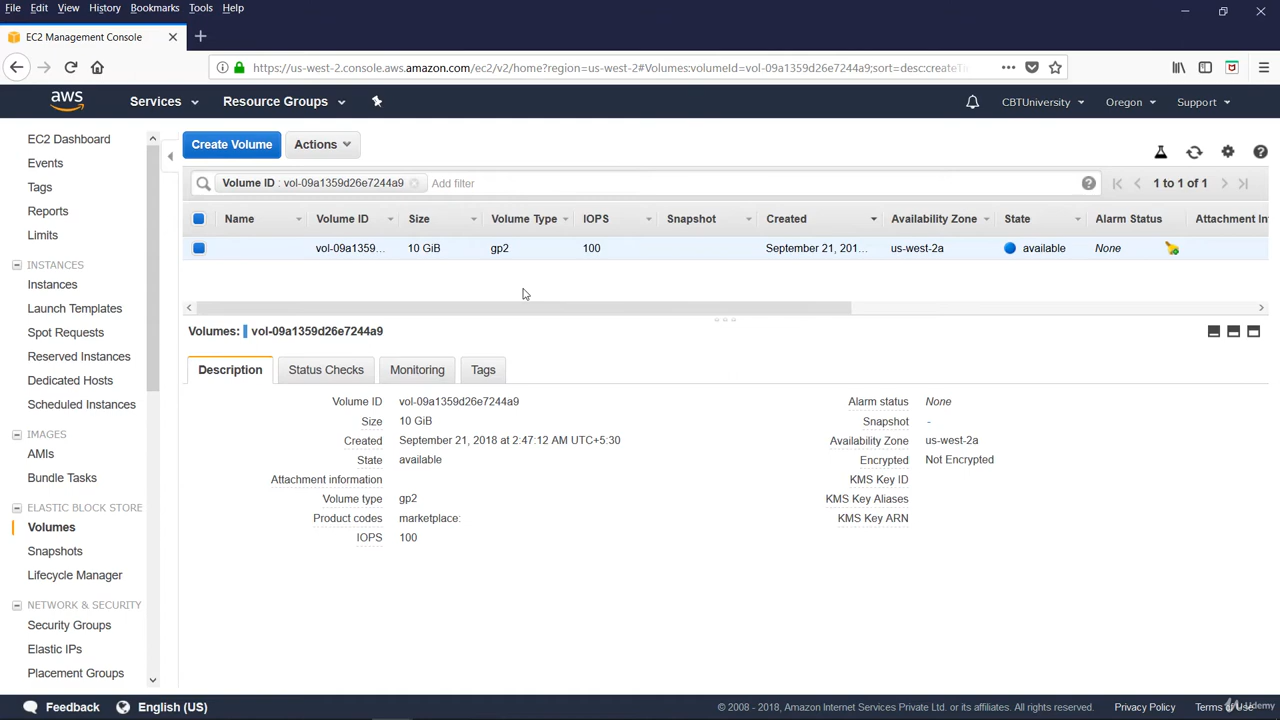 File Edit View History Bookmarks Tools Help
EC2 Management Console
https://us-west-2.console.aws.amazon.com/ec2/v2/home?region=us-west-2#Volumes:volumeId=vol-09a1359d26e7244a9;sort=desc:createTi
aws Services Resource Groups CBTUniversity Oregon Support
EC2 Dashboard
Events
Tags
Reports
Limits
INSTANCES
Instances
Launch Templates
Spot Requests
Reserved Instances
Dedicated Hosts
Scheduled Instances
IMAGES
AMIs
Bundle Tasks
ELASTIC BLOCK STORE
Volumes
Snapshots
Lifecycle Manager
NETWORK & SECURITY
Security Groups
Elastic IPs
Placement Groups
Create Volume Actions
Volume ID : vol-09a1359d26e7244a9 Add filter 1 to 1 of 1
Name Volume ID Size Volume Type IOPS Snapshot Created Availability Zone State Alarm Status Attachment In
vol-09a1359... 10 GiB gp2 100 September 21, 201... us-west-2a available None
Volumes: vol-09a1359d26e7244a9
Description Status Checks Monitoring Tags
Volume ID vol-09a1359d26e7244a9 Alarm status None
Size 10 GiB Snapshot -
Created September 21, 2018 at 2:47:12 AM UTC+5:30 Availability Zone us-west-2a
State available Encrypted Not Encrypted
Attachment information KMS Key ID
Volume type gp2 KMS Key Aliases
Product codes marketplace: KMS Key ARN
IOPS 100
Feedback English (US) © 2008 - 2018, Amazon Internet Services Private Ltd. or its affiliates. All rights reserved. Privacy Policy Terms of Use
Udemy